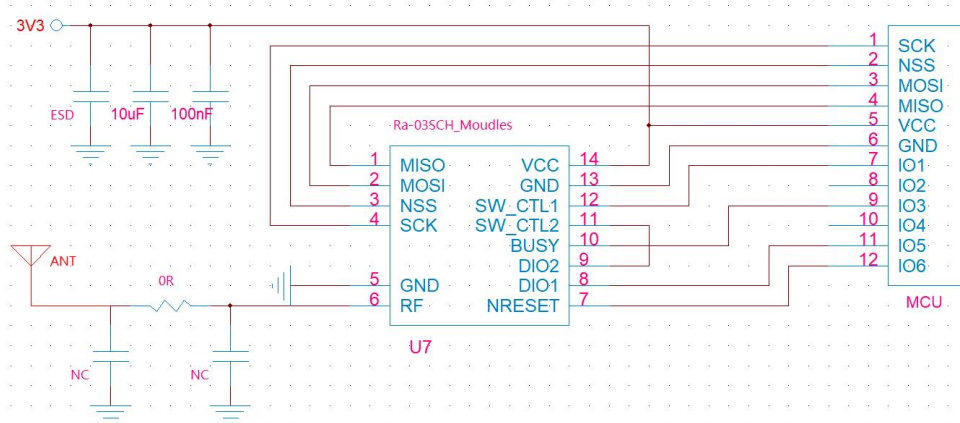 3V3
ESD
10uF
100nF
Ra-03SCH_Moudles
1 MISO
2 MOSI
3 NSS
4 SCK
5 GND
6 RF
VCC 14
GND 13
SW_CTL1 12
SW_CTL2 11
BUSY 10
DIO2 9
DIO1 8
NRESET 7
U7
ANT
0R
NC
NC
1 SCK
2 NSS
3 MOSI
4 MISO
5 VCC
6 GND
7 IO1
8 IO2
9 IO3
10 IO4
11 IO5
12 IO6
MCU